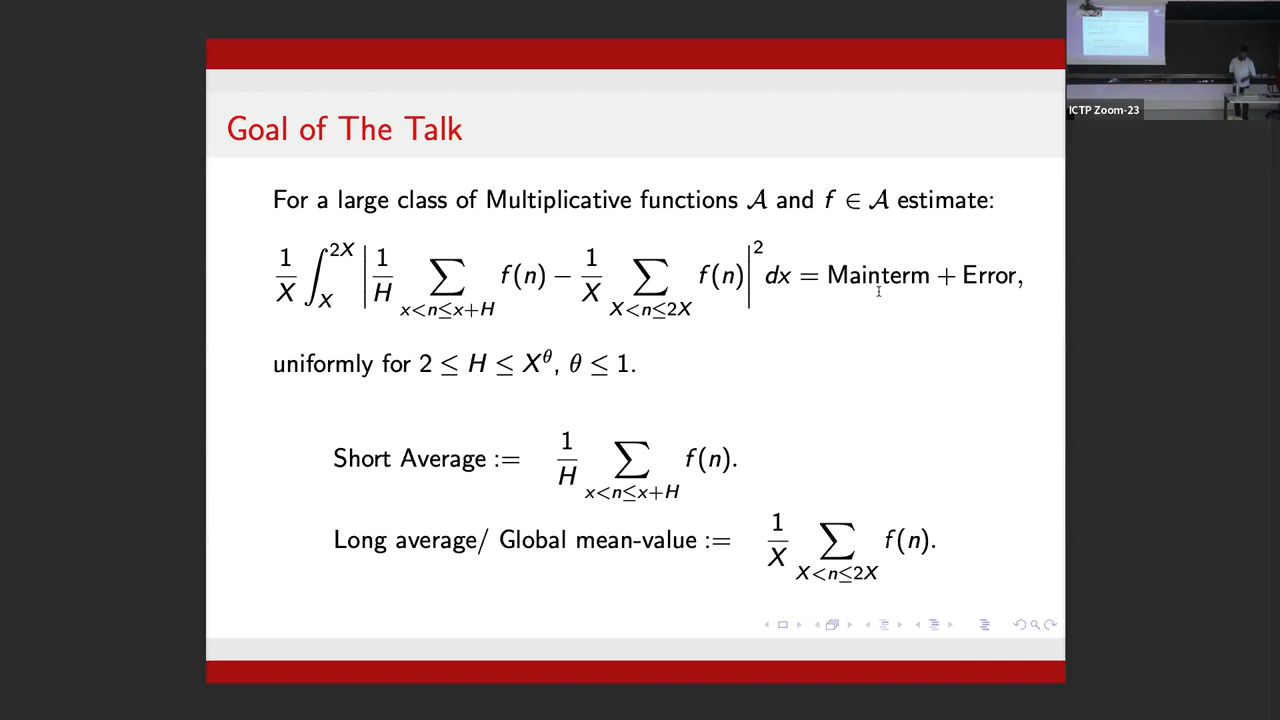 ICTP Zoom-23
Goal of The Talk
For a large class of Multiplicative functions 𝒜 and f ∈ 𝒜 estimate:
1/X ∫_X^{2X} | 1/H ∑_{x<n≤x+H} f(n) − 1/X ∑_{X<n≤2X} f(n) |^2 dx = Mainterm + Error,
uniformly for 2 ≤ H ≤ X^θ, θ ≤ 1.
Short Average := 1/H ∑_{x<n≤x+H} f(n).
Long average/ Global mean-value := 1/X ∑_{X<n≤2X} f(n).